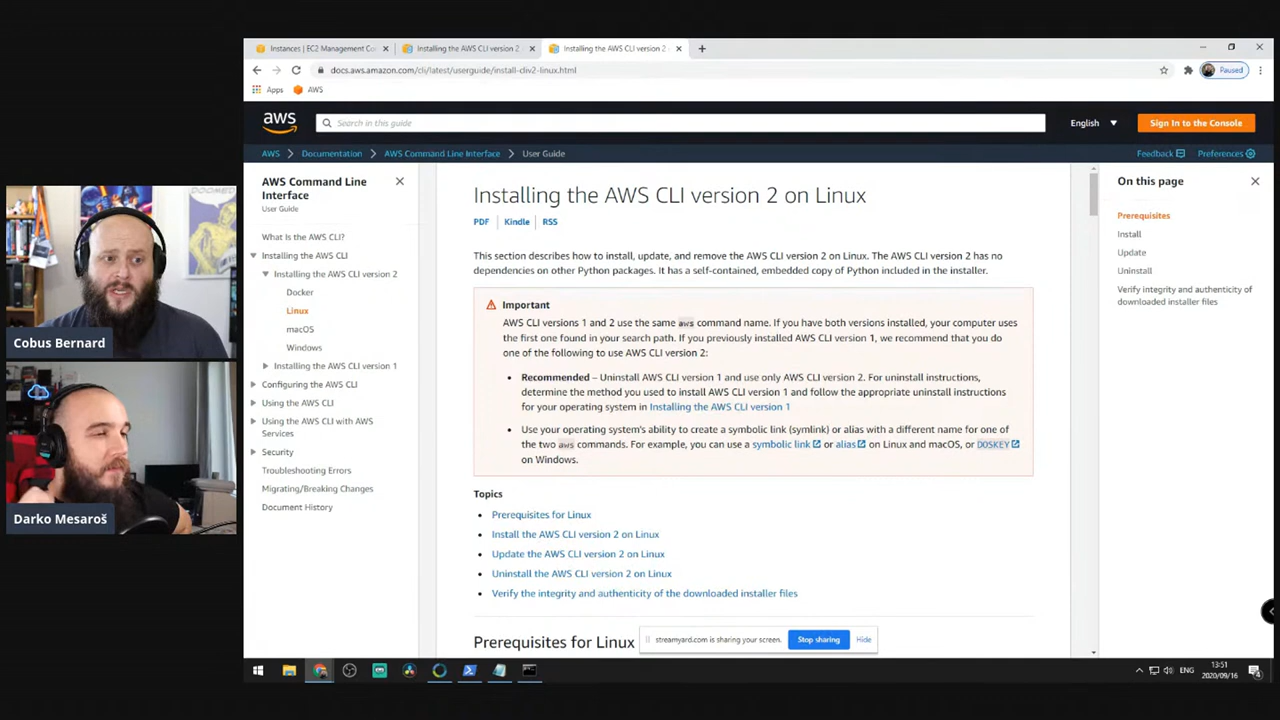 Instances | EC2 Management Co
Installing the AWS CLI version 2
Installing the AWS CLI version 2 -
docs.aws.amazon.com/cli/latest/userguide/install-cliv2-linux.html
Paused
Apps
AWS
aws
Search in this guide
English
Sign In to the Console
AWS
Documentation
AWS Command Line Interface
User Guide
Feedback
Preferences
AWS Command Line
Interface
User Guide
What Is the AWS CLI?
Installing the AWS CLI
Installing the AWS CLI version 2
Docker
Linux
macOS
Windows
Installing the AWS CLI version 1
Configuring the AWS CLI
Using the AWS CLI
Using the AWS CLI with AWS
Services
Security
Troubleshooting Errors
Migrating/Breaking Changes
Document History
Installing the AWS CLI version 2 on Linux
PDF
Kindle
RSS
This section describes how to install, update, and remove the AWS CLI version 2 on Linux. The AWS CLI version 2 has no
dependencies on other Python packages. It has a self-contained, embedded copy of Python included in the installer.
Important
AWS CLI versions 1 and 2 use the same aws command name. If you have both versions installed, your computer uses
the first one found in your search path. If you previously installed AWS CLI version 1, we recommend that you do
one of the following to use AWS CLI version 2:
• Recommended – Uninstall AWS CLI version 1 and use only AWS CLI version 2. For uninstall instructions,
determine the method you used to install AWS CLI version 1 and follow the appropriate uninstall instructions
for your operating system in Installing the AWS CLI version 1
• Use your operating system's ability to create a symbolic link (symlink) or alias with a different name for one of
the two aws commands. For example, you can use a symbolic link or alias on Linux and macOS, or DOSKEY
on Windows.
Topics
• Prerequisites for Linux
• Install the AWS CLI version 2 on Linux
• Update the AWS CLI version 2 on Linux
• Uninstall the AWS CLI version 2 on Linux
• Verify the integrity and authenticity of the downloaded installer files
Prerequisites for Linux
On this page
Prerequisites
Install
Update
Uninstall
Verify integrity and authenticity of
downloaded installer files
streamyard.com is sharing your screen.
Stop sharing
Hide
ENG
13:51
2020/09/16
Cobus Bernard
Darko Mesaroš